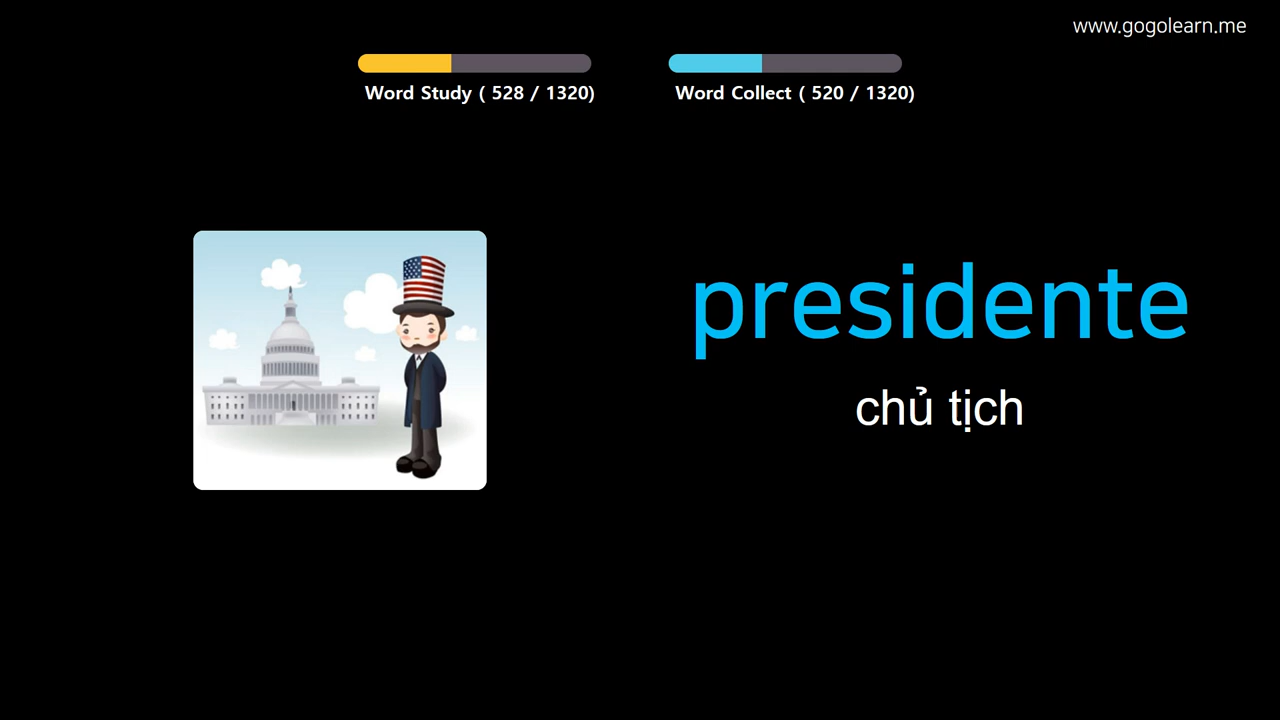 www.gogolearn.me
Word Study ( 528 / 1320)
Word Collect ( 520 / 1320)
presidente
chủ tịch